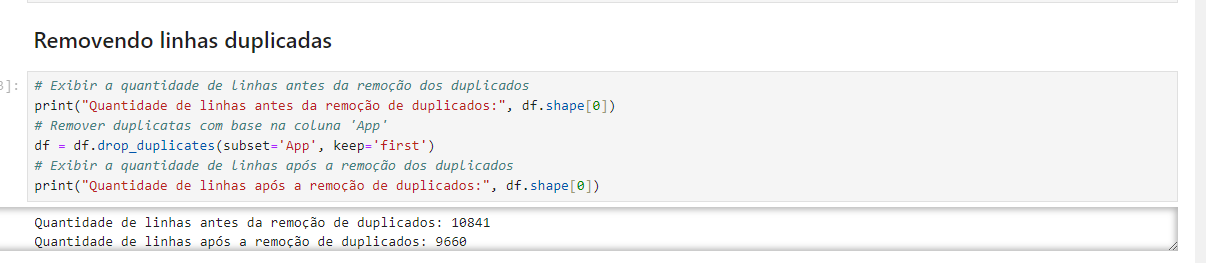 Removendo linhas duplicadas
3]:
# Exibir a quantidade de linhas antes da remoção dos duplicados
print("Quantidade de linhas antes da remoção de duplicados:", df.shape[0])
# Remover duplicatas com base na coluna 'App'
df = df.drop_duplicates(subset='App', keep='first')
# Exibir a quantidade de linhas após a remoção dos duplicados
print("Quantidade de linhas após a remoção de duplicados:", df.shape[0])
Quantidade de linhas antes da remoção de duplicados: 10841
Quantidade de linhas após a remoção de duplicados: 9660